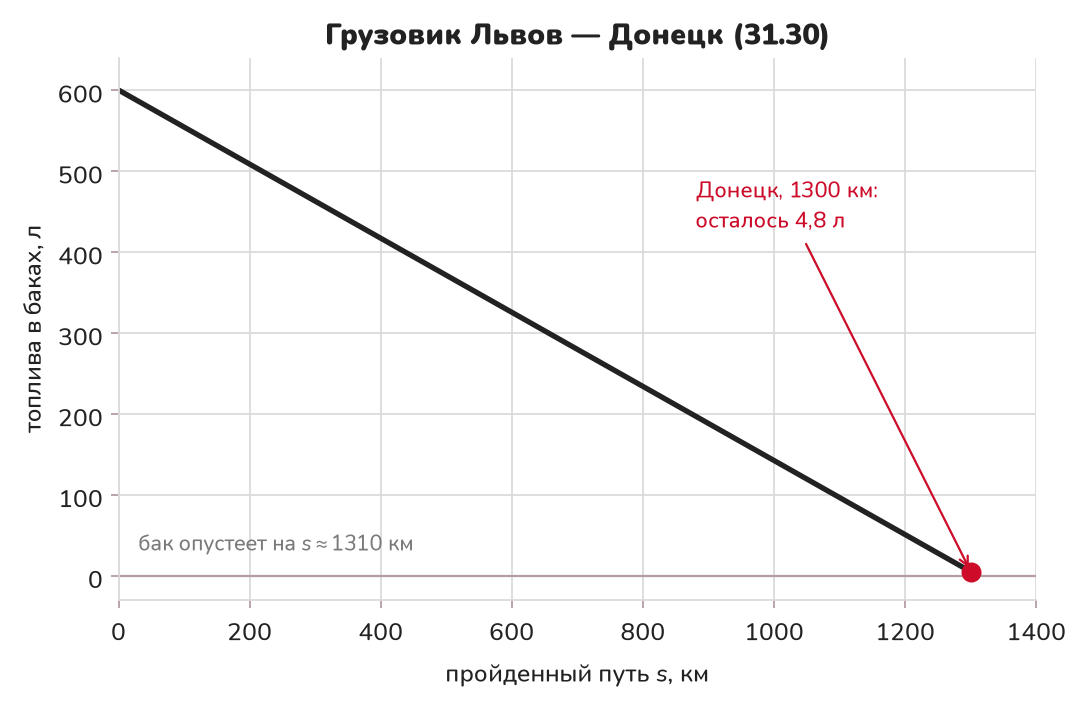 Грузовик Львов — Донецк (31.30)
600
500
400
300
200
100
0
топлива в баках, л
Донецк, 1300 км:
осталось 4,8 л
бак опустеет на s ≈ 1310 км
0 200 400 600 800 1000 1200 1400
пройденный путь s, км